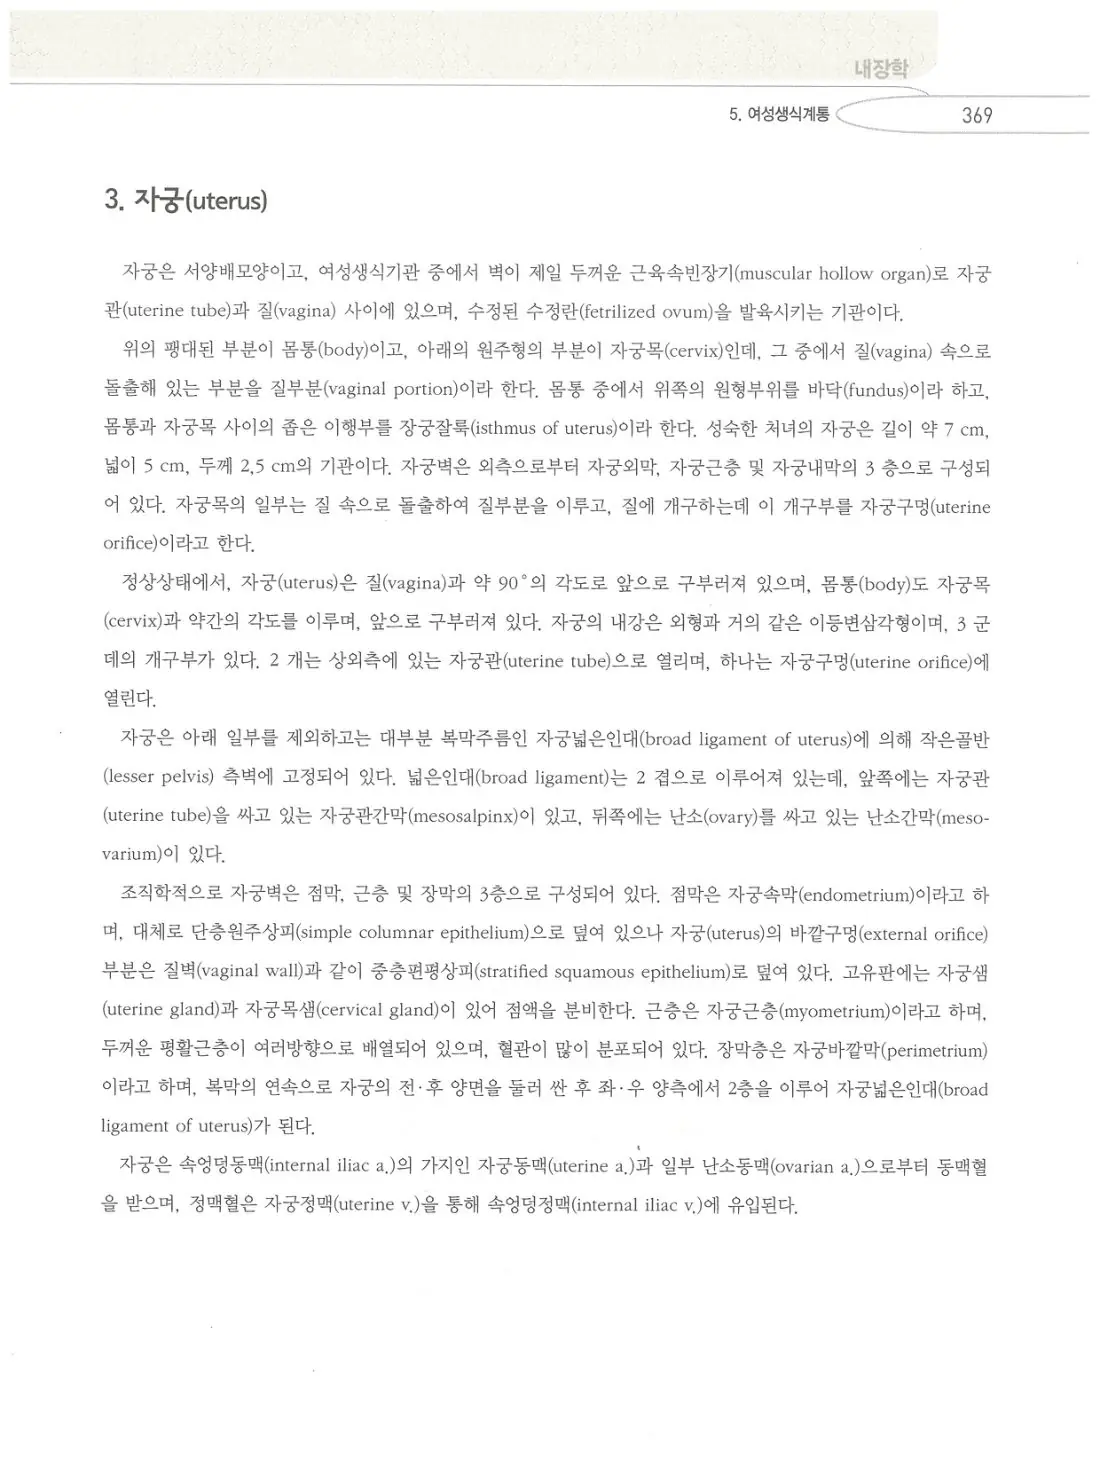 내장학
5. 여성생식계통
369
3. 자궁(uterus)
자궁은 서양배모양이고, 여성생식기관 중에서 벽이 제일 두꺼운 근육속빈장기(muscular hollow organ)로 자궁
관(uterine tube)과 질(vagina) 사이에 있으며, 수정된 수정란(fetrilized ovum)을 발육시키는 기관이다.
위의 팽대된 부분이 몸통(body)이고, 아래의 원주형의 부분이 자궁목(cervix)인데, 그 중에서 질(vagina) 속으로
돌출해 있는 부분을 질부분(vaginal portion)이라 한다. 몸통 중에서 위쪽의 원형부위를 바닥(fundus)이라 하고,
몸통과 자궁목 사이의 좁은 이행부를 장궁잘룩(isthmus of uterus)이라 한다. 성숙한 처녀의 자궁은 길이 약 7 cm,
넓이 5 cm, 두께 2,5 cm의 기관이다. 자궁벽은 외측으로부터 자궁외막, 자궁근층 및 자궁내막의 3 층으로 구성되
어 있다. 자궁목의 일부는 질 속으로 돌출하여 질부분을 이루고, 질에 개구하는데 이 개구부를 자궁구멍(uterine
orifice)이라고 한다.
정상상태에서, 자궁(uterus)은 질(vagina)과 약 90°의 각도로 앞으로 구부러져 있으며, 몸통(body)도 자궁목
(cervix)과 약간의 각도를 이루며, 앞으로 구부러져 있다. 자궁의 내강은 외형과 거의 같은 이등변삼각형이며, 3 군
데의 개구부가 있다. 2 개는 상외측에 있는 자궁관(uterine tube)으로 열리며, 하나는 자궁구멍(uterine orifice)에
열린다.
자궁은 아래 일부를 제외하고는 대부분 복막주름인 자궁넓은인대(broad ligament of uterus)에 의해 작은골반
(lesser pelvis) 측벽에 고정되어 있다. 넓은인대(broad ligament)는 2 겹으로 이루어져 있는데, 앞쪽에는 자궁관
(uterine tube)을 싸고 있는 자궁관간막(mesosalpinx)이 있고, 뒤쪽에는 난소(ovary)를 싸고 있는 난소간막(meso-
varium)이 있다.
조직학적으로 자궁벽은 점막, 근층 및 장막의 3층으로 구성되어 있다. 점막은 자궁속막(endometrium)이라고 하
며, 대체로 단층원주상피(simple columnar epithelium)으로 덮여 있으나 자궁(uterus)의 바깥구멍(external orifice)
부분은 질벽(vaginal wall)과 같이 중층편평상피(stratified squamous epithelium)로 덮여 있다. 고유판에는 자궁샘
(uterine gland)과 자궁목샘(cervical gland)이 있어 점액을 분비한다. 근층은 자궁근층(myometrium)이라고 하며,
두꺼운 평활근층이 여러방향으로 배열되어 있으며, 혈관이 많이 분포되어 있다. 장막층은 자궁바깥막(perimetrium)
이라고 하며, 복막의 연속으로 자궁의 전·후 양면을 둘러 싼 후 좌·우 양측에서 2층을 이루어 자궁넓은인대(broad
ligament of uterus)가 된다.
자궁은 속엉덩동맥(internal iliac a.)의 가지인 자궁동맥(uterine a.)과 일부 난소동맥(ovarian a.)으로부터 동맥혈
을 받으며, 정맥혈은 자궁정맥(uterine v.)을 통해 속엉덩정맥(internal iliac v.)에 유입된다.